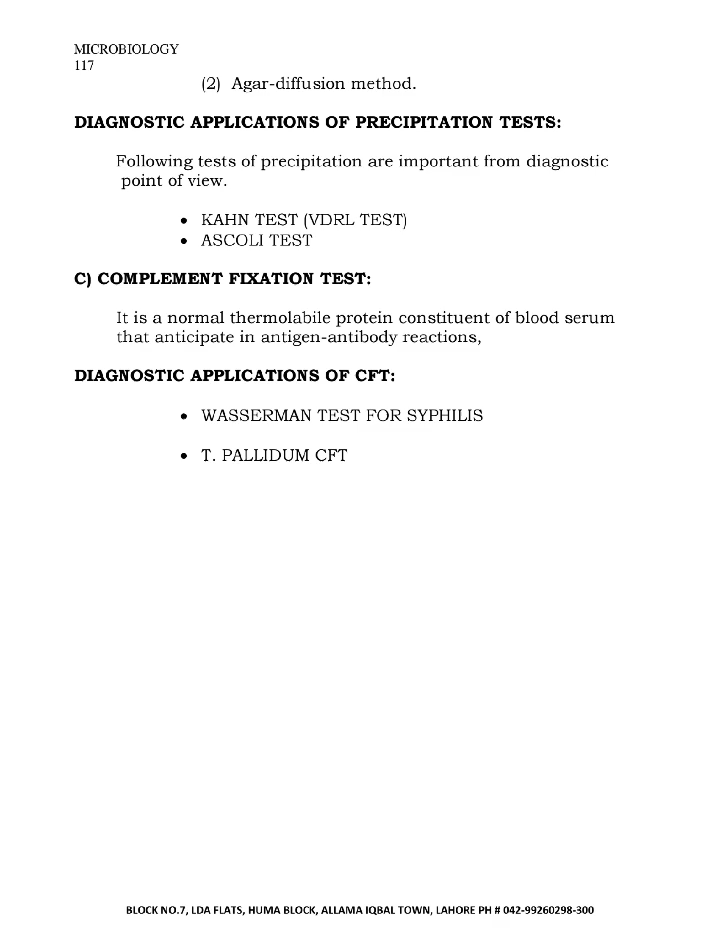 MICROBIOLOGY
117
(2) Agar-diffusion method.
DIAGNOSTIC APPLICATIONS OF PRECIPITATION TESTS:
Following tests of precipitation are important from diagnostic
point of view.
• KAHN TEST (VDRL TEST)
• ASCOLI TEST
C) COMPLEMENT FIXATION TEST:
It is a normal thermolabile protein constituent of blood serum
that anticipate in antigen-antibody reactions,
DIAGNOSTIC APPLICATIONS OF CFT:
• WASSERMAN TEST FOR SYPHILIS
• T. PALLIDUM CFT
BLOCK NO.7, LDA FLATS, HUMA BLOCK, ALLAMA IQBAL TOWN, LAHORE PH # 042-99260298-300